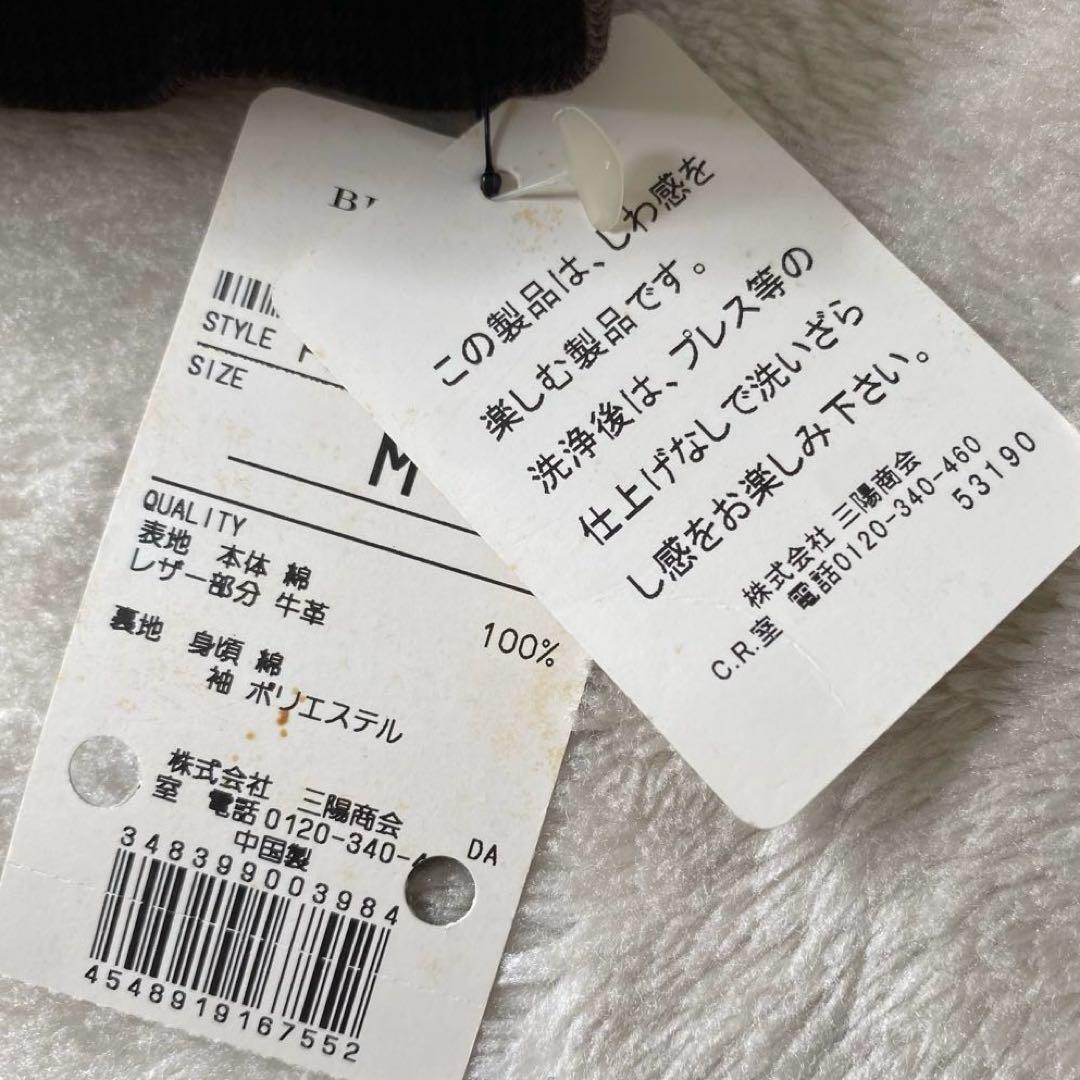 この製品は、しわ感を
楽しむ製品です。
洗浄後は、プレス等の
仕上げなしで洗いざら
し感をお楽しみ下さい。
株式会社 三陽商会
C.R.室 電話0120-340-460
53190
STYLE
SIZE
M
QUALITY
表地 本体 綿 100%
レザー部分 牛革
裏地 身頃 綿
袖 ポリエステル
株式会社 三陽商会
室 電話0120-340-
中国製
DA
348399003984
4548919167552